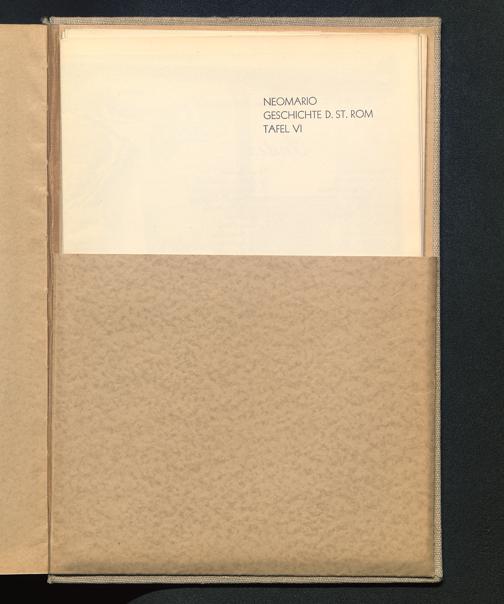 NEOMARIO
GESCHICHTE D. ST. ROM
TAFEL VI